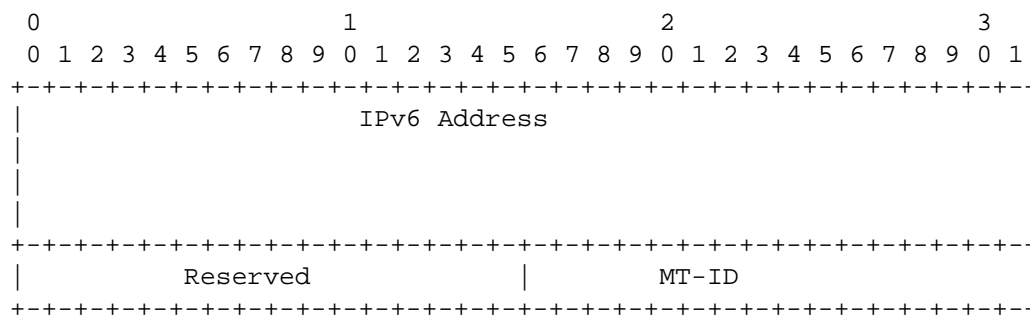 0                   1                   2                   3
 0 1 2 3 4 5 6 7 8 9 0 1 2 3 4 5 6 7 8 9 0 1 2 3 4 5 6 7 8 9 0 1
+-+-+-+-+-+-+-+-+-+-+-+-+-+-+-+-+-+-+-+-+-+-+-+-+-+-+-+-+-+-+-+--
|                     IPv6 Address
|
|
|
+-+-+-+-+-+-+-+-+-+-+-+-+-+-+-+-+-+-+-+-+-+-+-+-+-+-+-+-+-+-+-+--
|          Reserved             |        MT-ID
+-+-+-+-+-+-+-+-+-+-+-+-+-+-+-+-+-+-+-+-+-+-+-+-+-+-+-+-+-+-+-+--